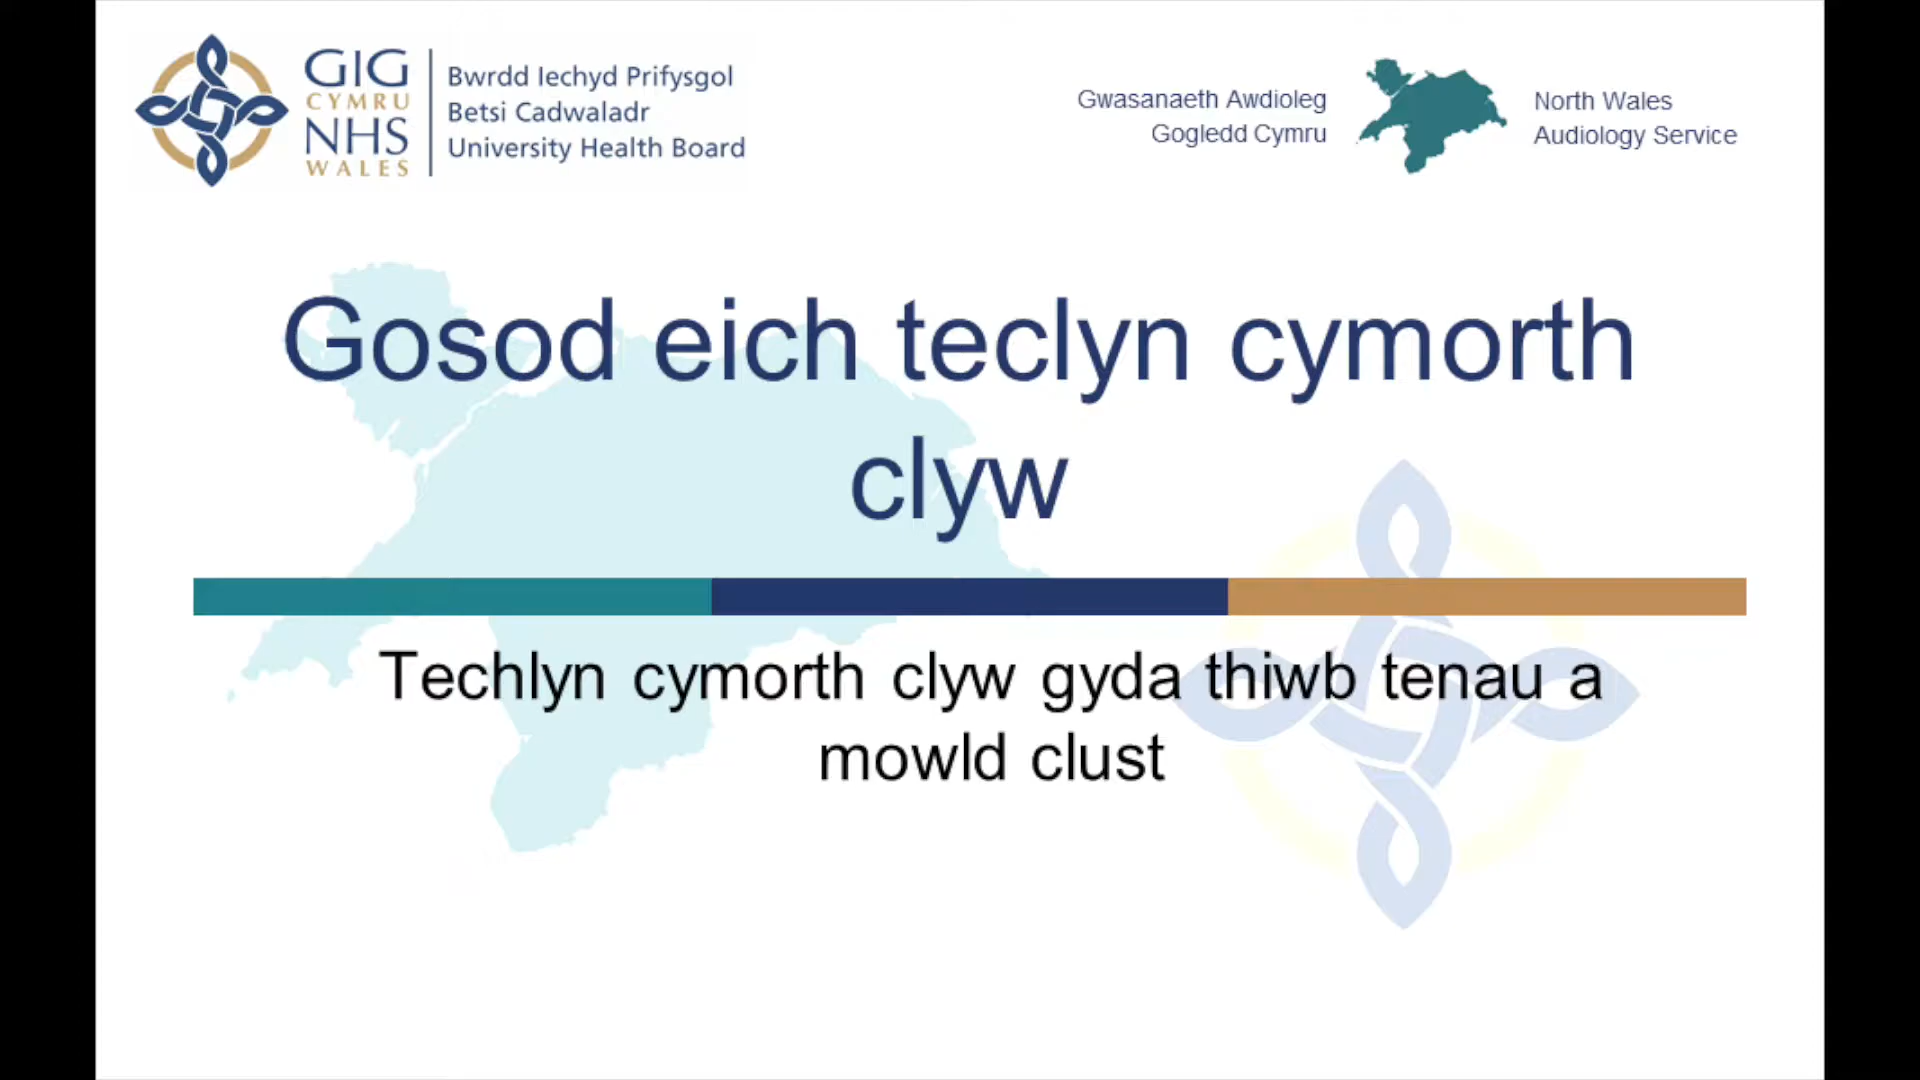 GIG
CYMRU
NHS
WALES
Bwrdd Iechyd Prifysgol
Betsi Cadwaladr
University Health Board
Gwasanaeth Awdioleg
Gogledd Cymru
North Wales
Audiology Service
Gosod eich teclyn cymorth
clyw
Techlyn cymorth clyw gyda thiwb tenau a
mowld clust